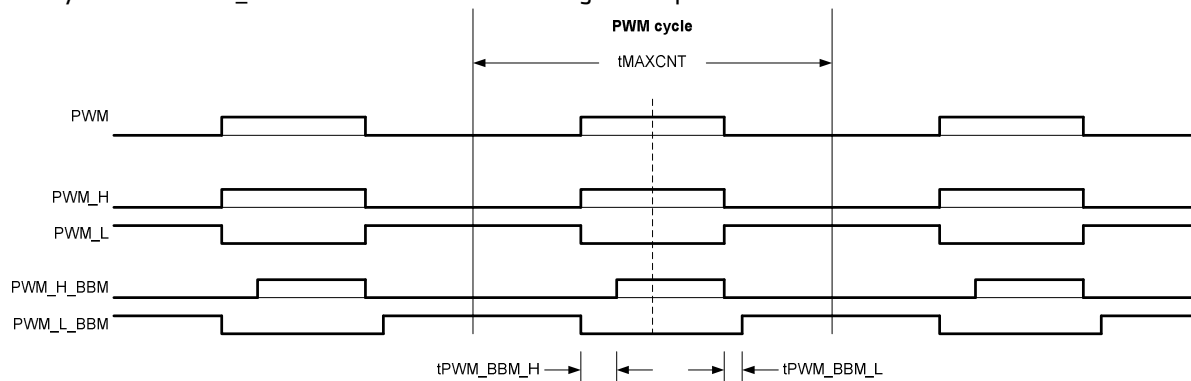 PWM cycle
tMAXCNT
PWM
PWM_H
PWM_L
PWM_H_BBM
PWM_L_BBM
tPWM_BBM_H
tPWM_BBM_L